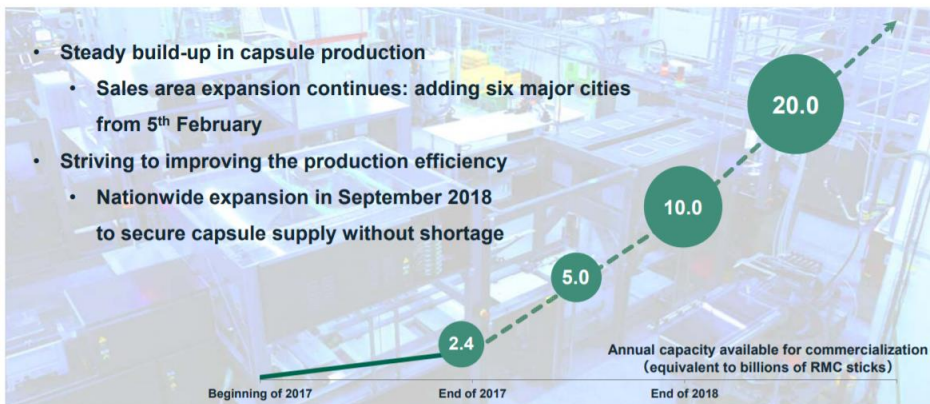 • Steady build-up in capsule production
• Sales area expansion continues: adding six major cities
from 5th February
• Striving to improving the production efficiency
• Nationwide expansion in September 2018
to secure capsule supply without shortage
20.0
10.0
5.0
2.4
Annual capacity available for commercialization
(equivalent to billions of RMC sticks)
Beginning of 2017
End of 2017
End of 2018